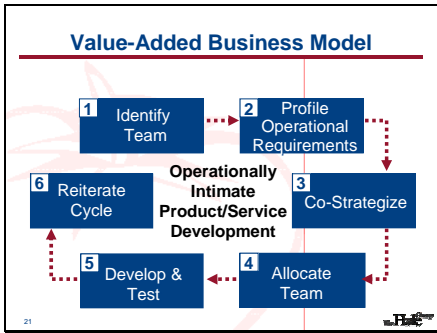 Value-Added Business Model
1
Identify
Team
2
Profile
Operational
Requirements
Operationally
Intimate
Product/Service
Development
6
Reiterate
Cycle
3
Co-Strategize
5
Develop &
Test
4
Allocate
Team
21